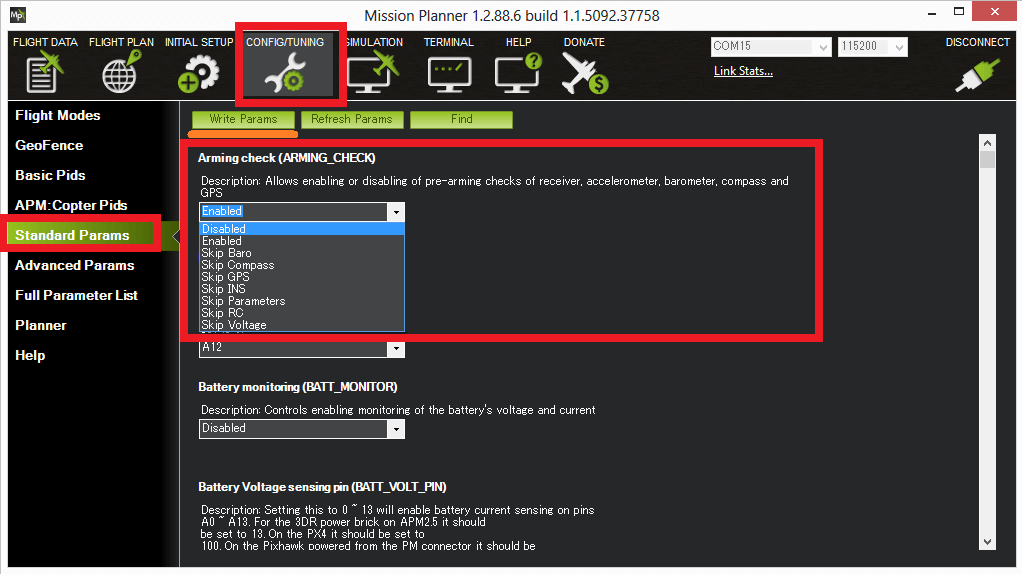 Mp
Mission Planner 1.2.88.6 build 1.1.5092.37758
FLIGHT DATA FLIGHT PLAN INITIAL SETUP CONFIG/TUNING SIMULATION TERMINAL HELP DONATE
COM15 115200
DISCONNECT
Link Stats...
Flight Modes
GeoFence
Basic Pids
APM:Copter Pids
Standard Params
Advanced Params
Full Parameter List
Planner
Help
Write Params Refresh Params Find
Arming check (ARMING_CHECK)
Description: Allows enabling or disabling of pre-arming checks of receiver, accelerometer, barometer, compass and
GPS
Enabled
Disabled
Enabled
Skip Baro
Skip Compass
Skip GPS
Skip INS
Skip Parameters
Skip RC
Skip Voltage
A12
Battery monitoring (BATT_MONITOR)
Description: Controls enabling monitoring of the battery's voltage and current
Disabled
Battery Voltage sensing pin (BATT_VOLT_PIN)
Description: Setting this to 0 ~ 13 will enable battery current sensing on pins
A0 ~ A13. For the 3DR power brick on APM2.5 it should
be set to 13. On the PX4 it should be set to
100. On the Pixhawk powered from the PM connector it should be